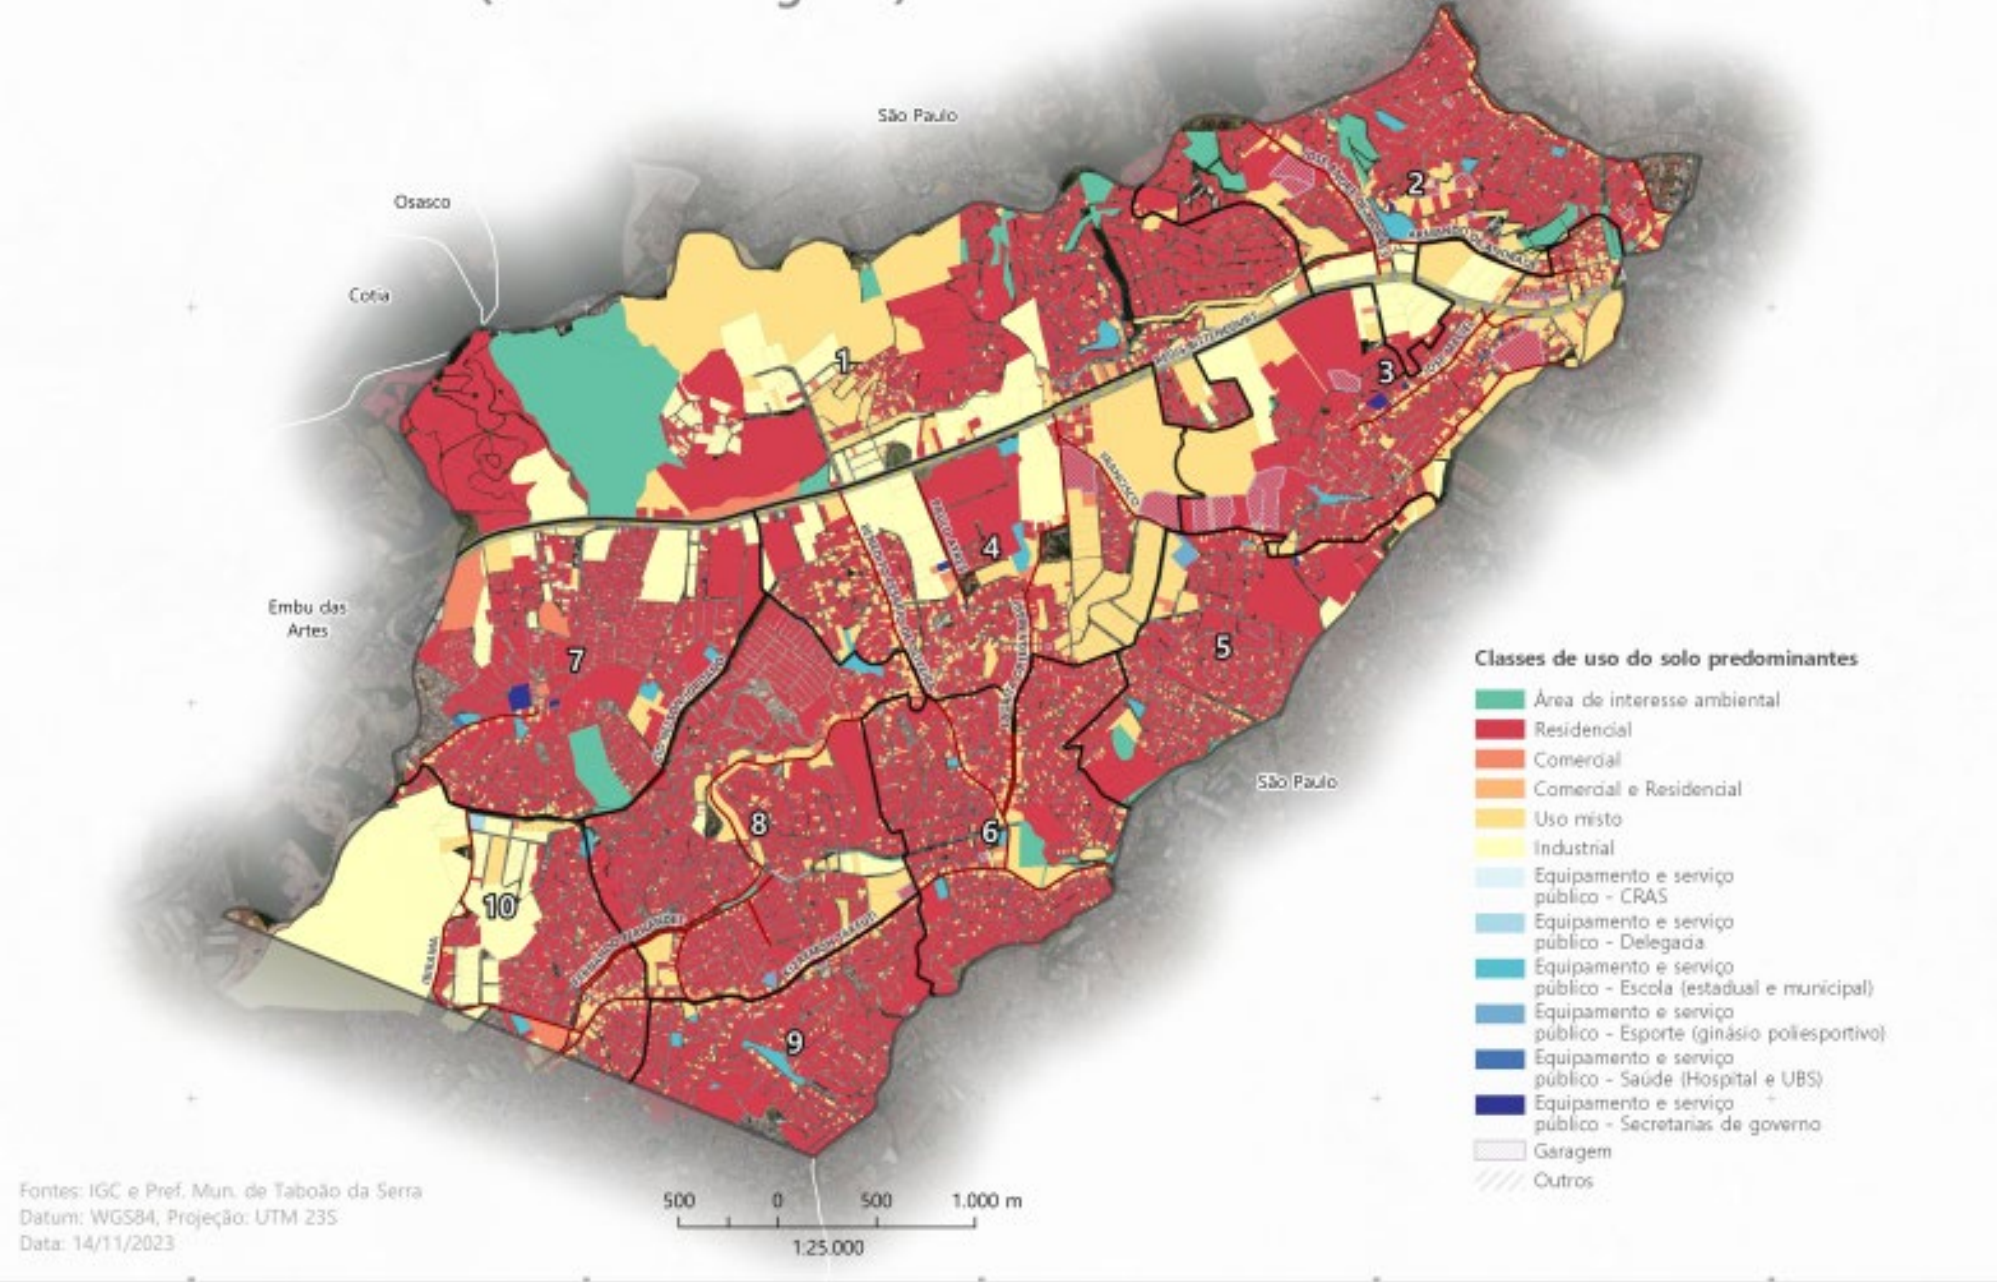 São Paulo
Osasco
Cotia
Embu das
Artes
São Paulo
1
2
3
4
5
6
7
8
9
10
RÉGIS BITTENCOURT
FRANCISCO
Classes de uso do solo predominantes
Área de interesse ambiental
Residencial
Comercial
Comercial e Residencial
Uso misto
Industrial
Equipamento e serviço
público - CRAS
Equipamento e serviço
público - Delegacia
Equipamento e serviço
público - Escola (estadual e municipal)
Equipamento e serviço
público - Esporte (ginásio poliesportivo)
Equipamento e serviço
público - Saúde (Hospital e UBS)
Equipamento e serviço
público - Secretarias de governo
Garagem
Outros
Fontes: IGC e Pref. Mun. de Taboão da Serra
Datum: WGS84, Projeção: UTM 23S
Data: 14/11/2023
500 0 500 1.000 m
1:25.000